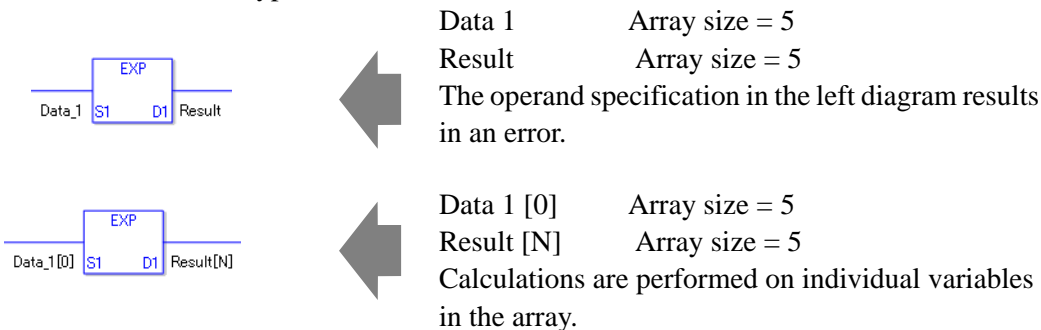 Data 1 Array size = 5
Result Array size = 5
The operand specification in the left diagram results
in an error.
EXP
Data_1 S1 D1 Result
Data 1 [0] Array size = 5
Result [N] Array size = 5
Calculations are performed on individual variables
in the array.
EXP
Data_1[0] S1 D1 Result[N]